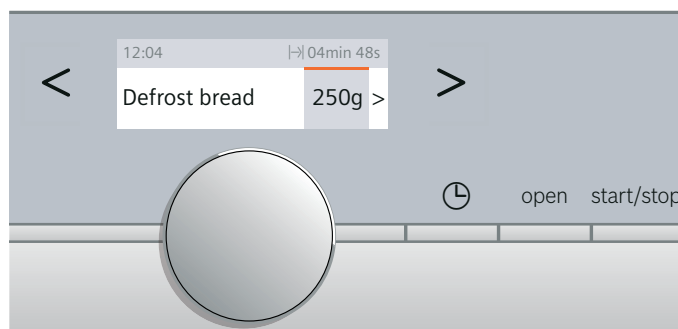 12:04 |→| 04min 48s
< Defrost bread 250g > >
open start/stop